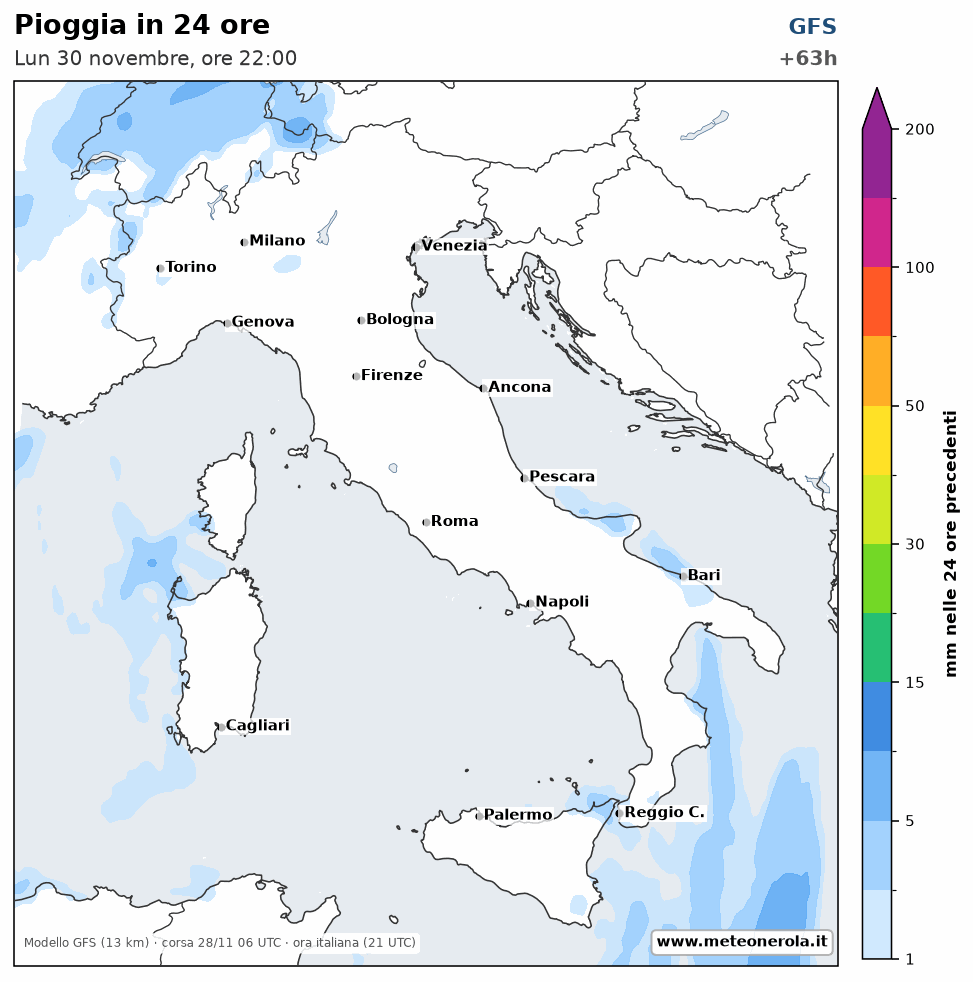 Pioggia in 24 ore
GFS
Lun 30 novembre, ore 22:00
+63h
200
100
50
30
15
5
1
mm nelle 24 ore precedenti
Milano
Venezia
Torino
Genova
Bologna
Firenze
Ancona
Pescara
Roma
Bari
Napoli
Cagliari
Palermo
Reggio C.
Modello GFS (13 km) · corsa 28/11 06 UTC · ora italiana (21 UTC)
www.meteonerola.it